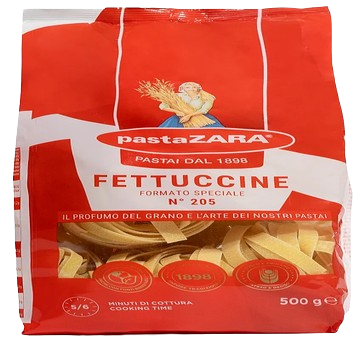 pastaZARA®
PASTAI DAL 1898
FETTUCCINE
FORMATO SPECIALE
N° 205
IL PROFUMO DEL GRANO E L'ARTE DEI NOSTRI PASTAI
1898
5/6
MINUTI DI COTTURA
COOKING TIME
500 g e